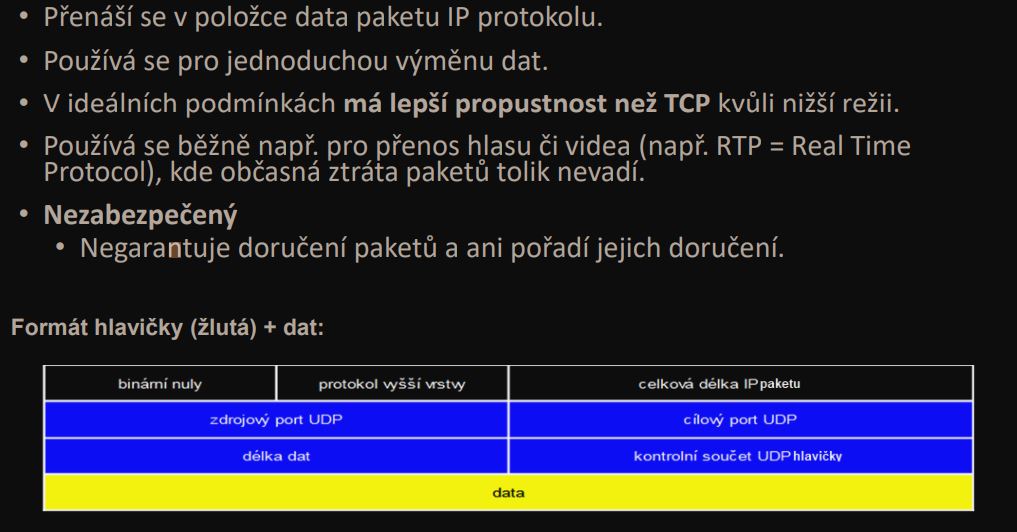 • Přenáší se v položce data paketu IP protokolu.
• Používá se pro jednoduchou výměnu dat.
• V ideálních podmínkách má lepší propustnost než TCP kvůli nižší režii.
• Používá se běžně např. pro přenos hlasu či videa (např. RTP = Real Time
Protocol), kde občasná ztráta paketů tolik nevadí.
• Nezabezpečený
• Negarantuje doručení paketů a ani pořadí jejich doručení.
Formát hlavičky (žlutá) + dat:
binární nuly protokol vyšší vrstvy celková délka IP paketu
zdrojový port UDP cílový port UDP
délka dat kontrolní součet UDP hlavičky
data